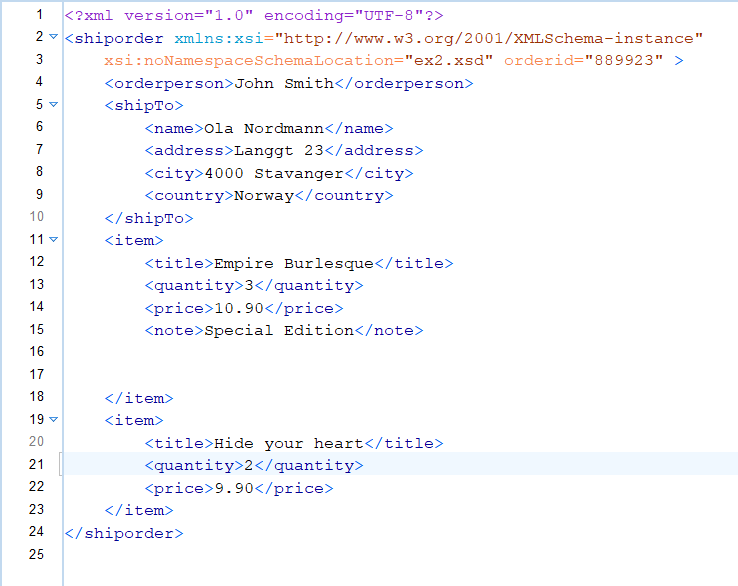 1 <?xml version="1.0" encoding="UTF-8"?>
2 <shiporder xmlns:xsi="http://www.w3.org/2001/XMLSchema-instance"
3     xsi:noNamespaceSchemaLocation="ex2.xsd" orderid="889923" >
4     <orderperson>John Smith</orderperson>
5     <shipTo>
6         <name>Ola Nordmann</name>
7         <address>Langgt 23</address>
8         <city>4000 Stavanger</city>
9         <country>Norway</country>
10     </shipTo>
11     <item>
12         <title>Empire Burlesque</title>
13         <quantity>3</quantity>
14         <price>10.90</price>
15         <note>Special Edition</note>
16
17
18     </item>
19     <item>
20         <title>Hide your heart</title>
21         <quantity>2</quantity>
22         <price>9.90</price>
23     </item>
24 </shiporder>
25